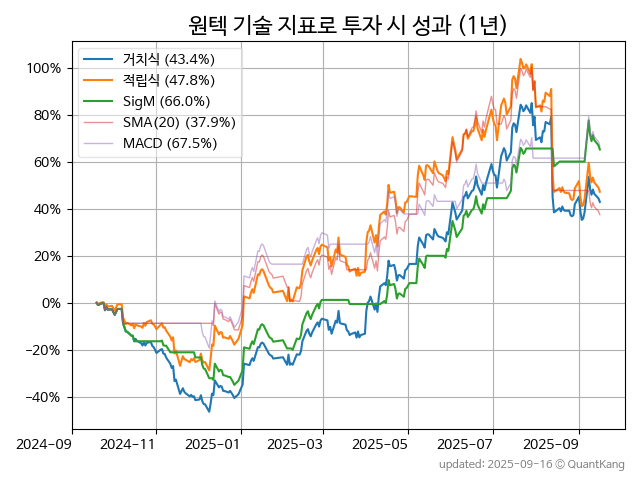 원텍 기술 지표로 투자 시 성과 (1년)
거치식 (43.4%)
적립식 (47.8%)
SigM (66.0%)
SMA(20) (37.9%)
MACD (67.5%)
100%
80%
60%
40%
20%
0%
−20%
−40%
2024-09 2024-11 2025-01 2025-03 2025-05 2025-07 2025-09
updated: 2025-09-16 © QuantKang